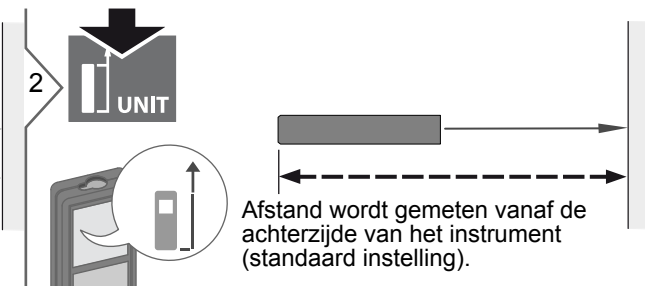 2
UNIT
Afstand wordt gemeten vanaf de
achterzijde van het instrument
(standaard instelling).